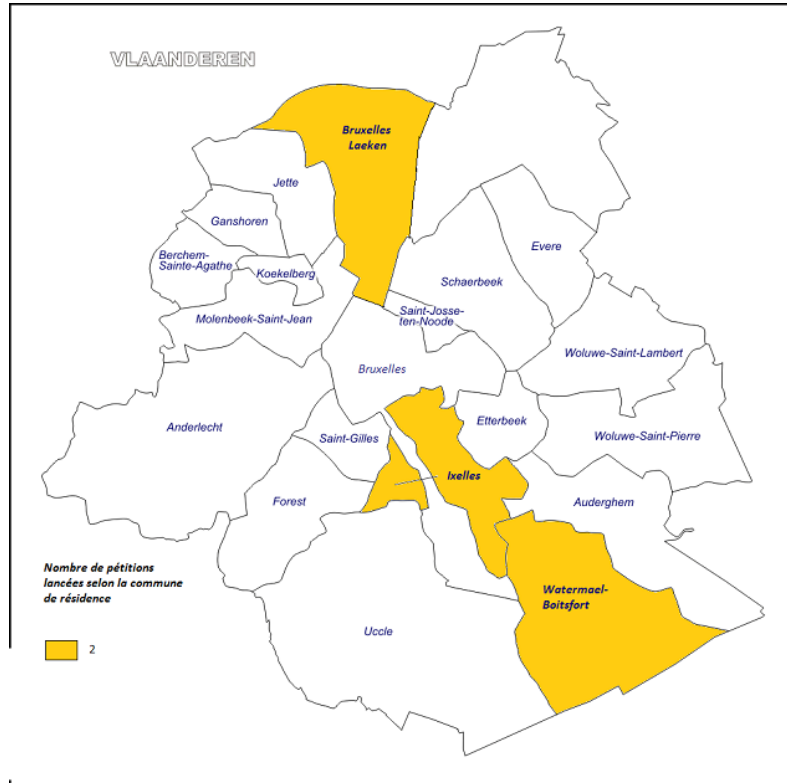 VLAANDEREN
Bruxelles
Laeken
Jette
Ganshoren
Evere
Berchem-
Sainte-Agathe
Koekelberg
Schaerbeek
Molenbeek-Saint-Jean
Saint-Josse-
ten-Noode
Woluwe-Saint-Lambert
Bruxelles
Anderlecht
Saint-Gilles
Etterbeek
Woluwe-Saint-Pierre
Ixelles
Forest
Auderghem
Nombre de pétitions
lancées selon la commune
de résidence
Watermael-
Boitsfort
Uccle
2